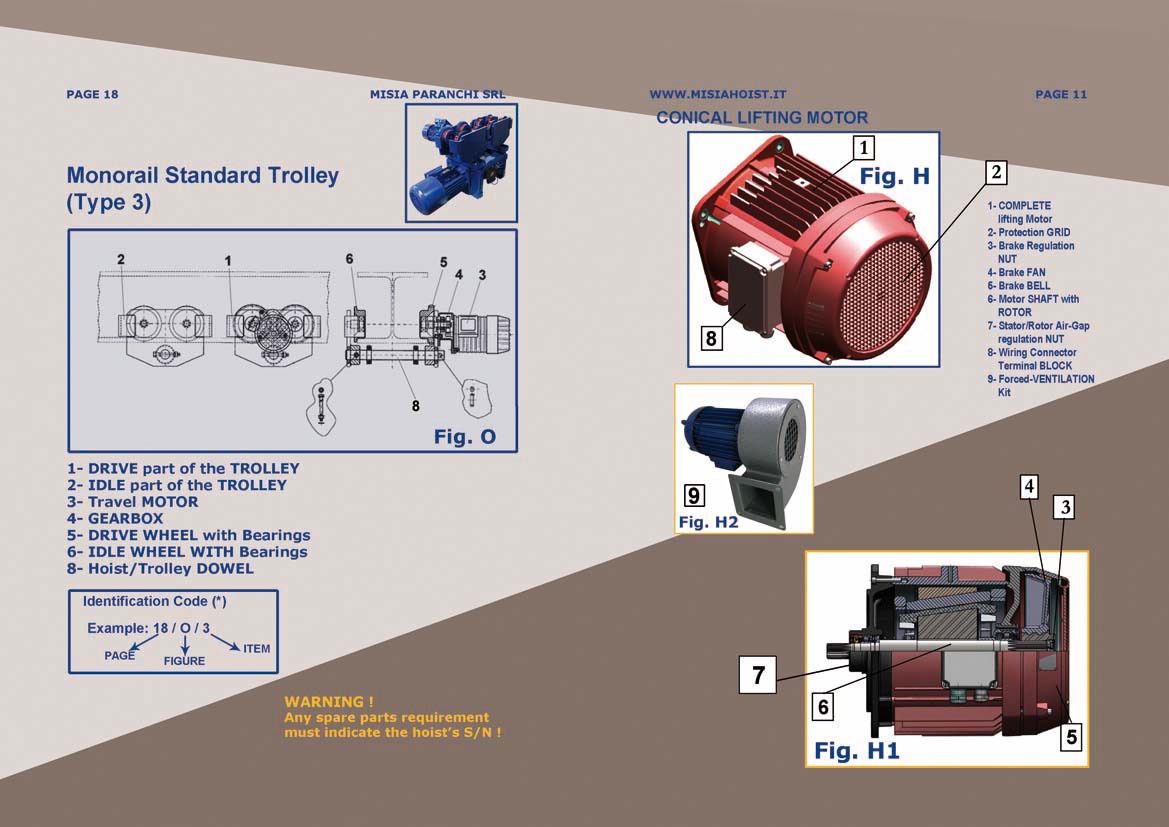 PAGE 18
MISIA PARANCHI SRL
Monorail Standard Trolley
(Type 3)
2
1
6
5
4
3
8
Fig. O
1- DRIVE part of the TROLLEY
2- IDLE part of the TROLLEY
3- Travel MOTOR
4- GEARBOX
5- DRIVE WHEEL with Bearings
6- IDLE WHEEL WITH Bearings
8- Hoist/Trolley DOWEL
Identification Code (*)
Example: 18 / O / 3
PAGE
FIGURE
ITEM
WARNING !
Any spare parts requirement
must indicate the hoist's S/N !
WWW.MISIAHOIST.IT
PAGE 11
CONICAL LIFTING MOTOR
1
Fig. H
2
8
1- COMPLETE
lifting Motor
2- Protection GRID
3- Brake Regulation
NUT
4- Brake FAN
5- Brake BELL
6- Motor SHAFT with
ROTOR
7- Stator/Rotor Air-Gap
regulation NUT
8- Wiring Connector
Terminal BLOCK
9- Forced-VENTILATION
Kit
9
Fig. H2
4
3
7
6
5
Fig. H1